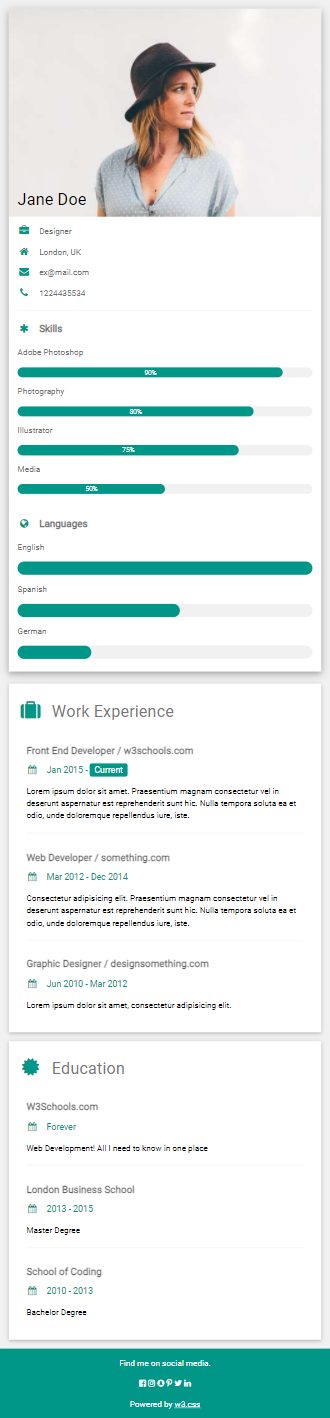 Jane Doe
Designer
London, UK
ex@mail.com
1224435534
Skills
Adobe Photoshop
90%
Photography
80%
Illustrator
75%
Media
50%
Languages
English
Spanish
German
Work Experience
Front End Developer / w3schools.com
Jan 2015 - Current
Lorem ipsum dolor sit amet. Praesentium magnam consectetur vel in
deserunt aspernatur est reprehenderit sunt hic. Nulla tempora soluta ea et
odio, unde doloremque repellendus iure, iste.
Web Developer / something.com
Mar 2012 - Dec 2014
Consectetur adipisicing elit. Praesentium magnam consectetur vel in
deserunt aspernatur est reprehenderit sunt hic. Nulla tempora soluta ea et
odio, unde doloremque repellendus iure, iste.
Graphic Designer / designsomething.com
Jun 2010 - Mar 2012
Lorem ipsum dolor sit amet, consectetur adipisicing elit.
Education
W3Schools.com
Forever
Web Development! All I need to know in one place
London Business School
2013 - 2015
Master Degree
School of Coding
2010 - 2013
Bachelor Degree
Find me on social media.
Powered by w3.css